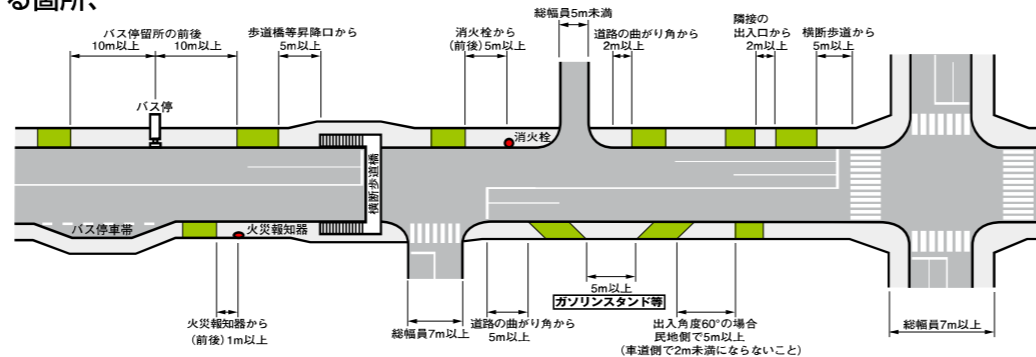 る箇所、
バス停留所の前後
10m以上 10m以上
歩道橋等昇降口から
5m以上
消火栓から
(前後)5m以上
総幅員5m未満
道路の曲がり角から
2m以上
隣接の
出入口から
2m以上
横断歩道から
5m以上
バス停
消火栓
横断歩道橋
バス停車帯
火災報知器
火災報知器から
(前後)1m以上
総幅員7m以上
道路の曲がり角から
5m以上
5m以上
ガソリンスタンド等
出入角度60°の場合
民地側で5m以上
(車道側で2m未満にならないこと)
総幅員7m以上